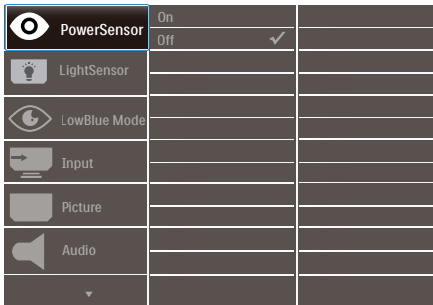 PowerSensor
On
Off
LightSensor
LowBlue Mode
Input
Picture
Audio